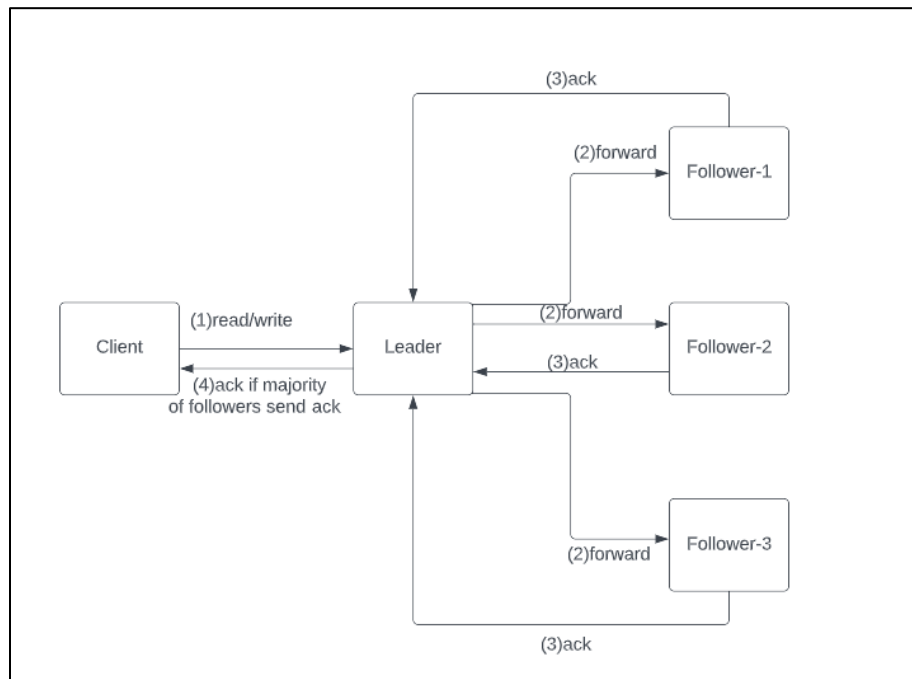 (3)ack
(2)forward
Follower-1
(1)read/write
Client
Leader
(2)forward
Follower-2
(3)ack
(4)ack if majority
of followers send ack
Follower-3
(2)forward
(3)ack